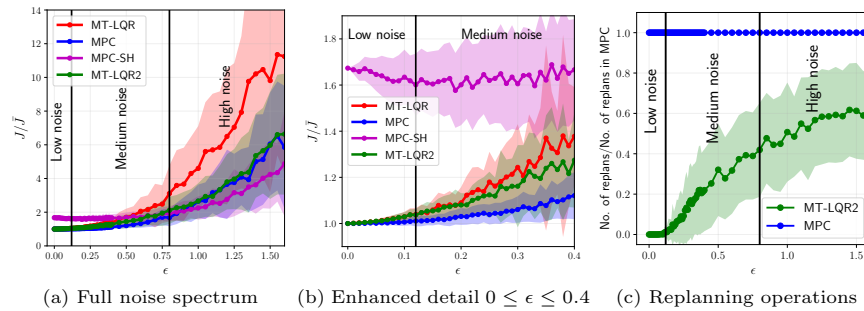 14
12
10
8
6
4
2
0
J/J̄
0.00 0.25 0.50 0.75 1.00 1.25 1.50
ϵ
MT-LQR
MPC
MPC-SH
MT-LQR2
Low noise
Medium noise
High noise
(a) Full noise spectrum
1.8
1.6
1.4
1.2
1.0
J/J̄
0.0 0.1 0.2 0.3 0.4
ϵ
Low noise
Medium noise
MT-LQR
MPC
MPC-SH
MT-LQR2
(b) Enhanced detail 0 ≤ ϵ ≤ 0.4
No. of replans/No. of replans in MPC
1.0
0.8
0.6
0.4
0.2
0.0
0.0 0.5 1.0 1.5
ϵ
Low noise
Medium noise
High noise
MT-LQR2
MPC
(c) Replanning operations